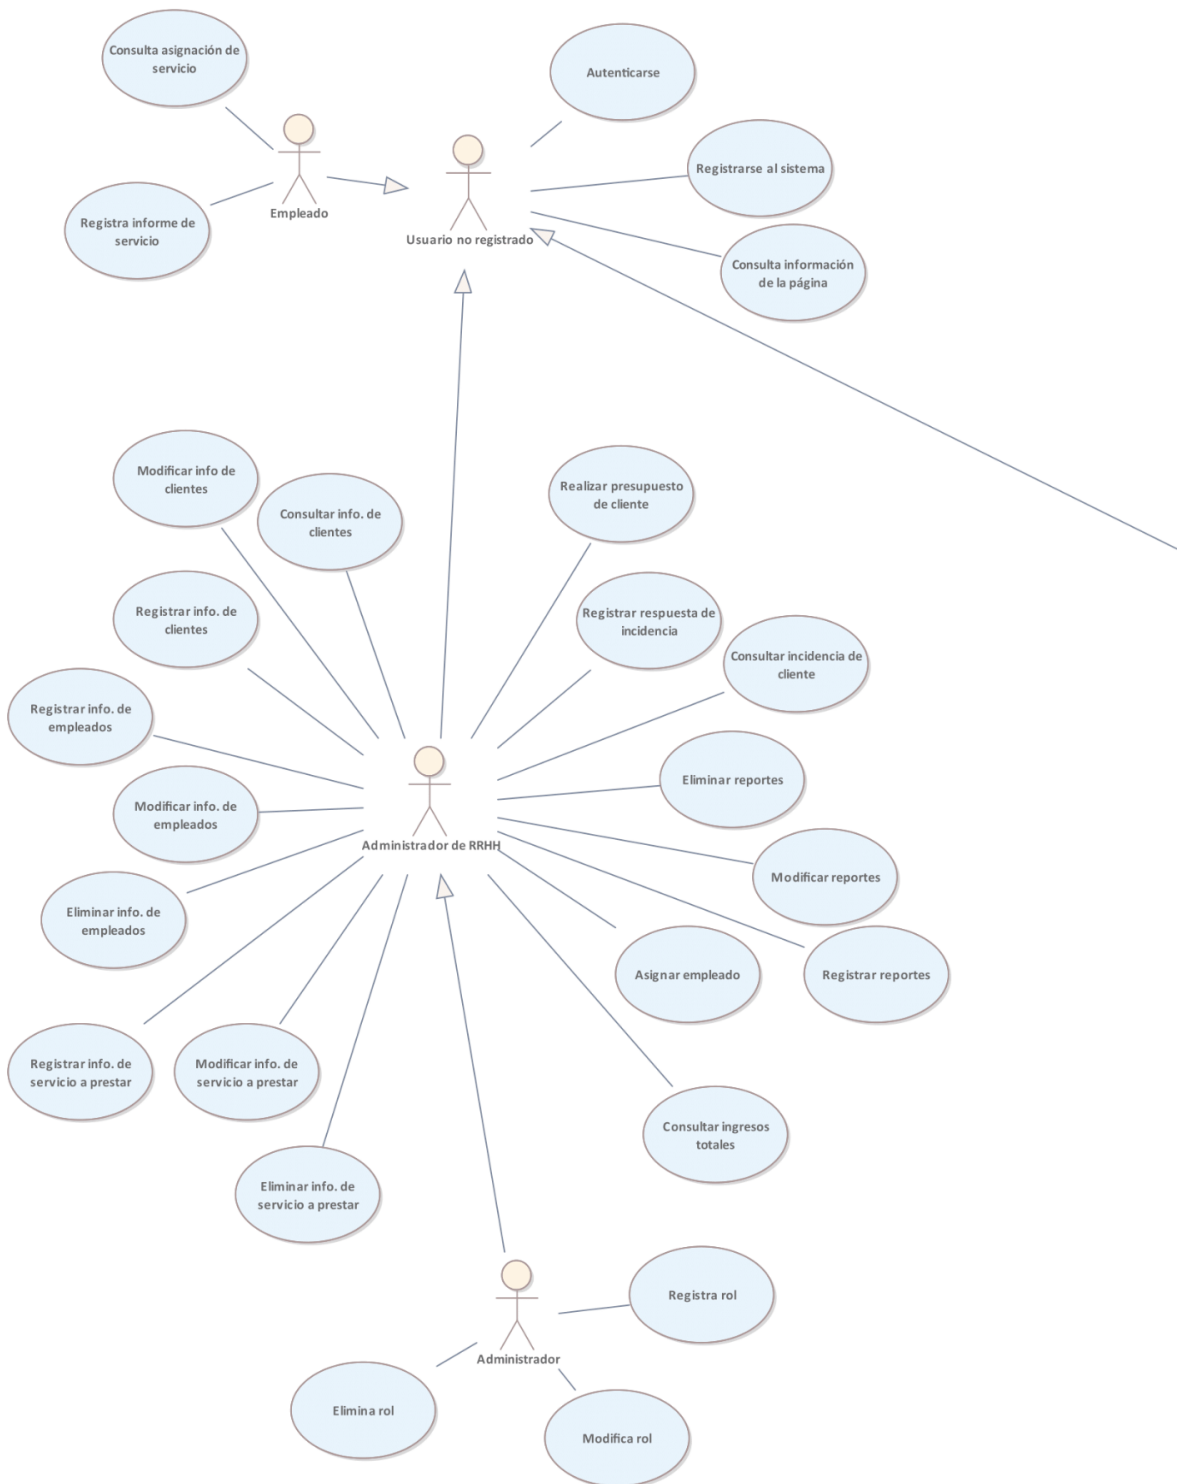 Consulta asignación de
servicio
Autenticarse
Registrarse al sistema
Empleado
Registra informe de
servicio
Usuario no registrado
Consulta información
de la página
Modificar info de
clientes
Consultar info. de
clientes
Realizar presupuesto
de cliente
Registrar info. de
clientes
Registrar respuesta de
incidencia
Consultar incidencia de
cliente
Registrar info. de
empleados
Eliminar reportes
Modificar info. de
empleados
Administrador de RRHH
Modificar reportes
Eliminar info. de
empleados
Asignar empleado
Registrar reportes
Registrar info. de
servicio a prestar
Modificar info. de
servicio a prestar
Consultar ingresos
totales
Eliminar info. de
servicio a prestar
Registra rol
Administrador
Elimina rol
Modifica rol